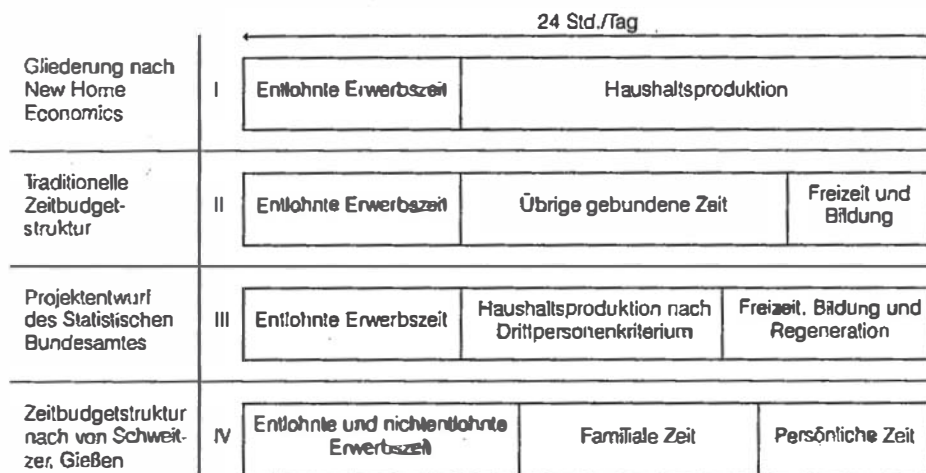 24 Std./Tag
Gliederung nach
New Home
Economics
I
Entlohnte Erwerbszeit
Haushaltsproduktion
Traditionelle
Zeitbudget-
struktur
II
Entlohnte Erwerbszeit
Übrige gebundene Zeit
Freizeit und
Bildung
Projektentwurf
des Statistischen
Bundesamtes
III
Entlohnte Erwerbszeit
Haushaltsproduktion nach
Drittpersonenkriterium
Freizeit, Bildung und
Regeneration
Zeitbudgetstruktur
nach von Schweit-
zer, Gießen
IV
Entlohnte und nichtentlohnte
Erwerbszeit
Familiale Zeit
Persönliche Zeit